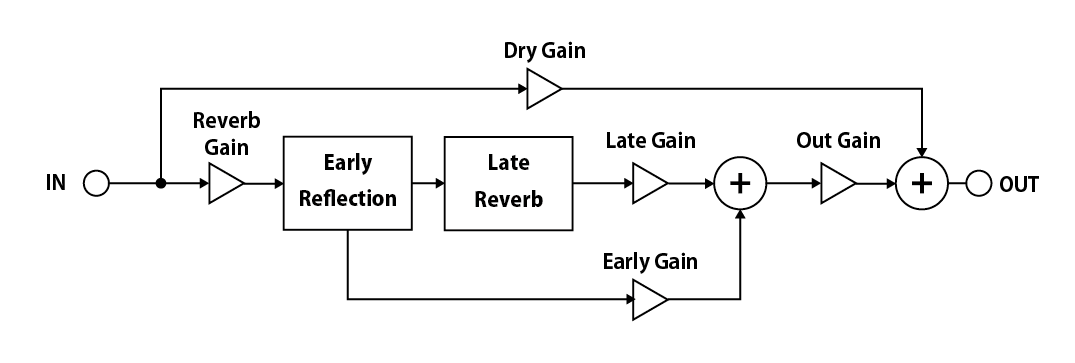 Dry Gain
Reverb
Gain
Early
Reflection
Late
Reverb
Late Gain
Out Gain
IN
+
+
OUT
Early Gain